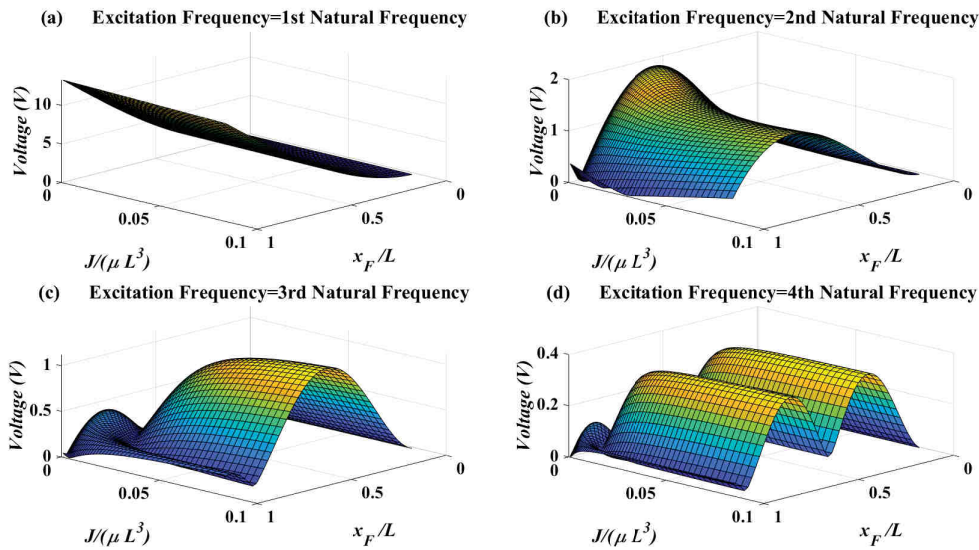 (a) Excitation Frequency=1st Natural Frequency
Voltage (V)
10
5
0
0
0.05
0.1
1
0.5
0
J/(μ L³)
x_F /L
(b) Excitation Frequency=2nd Natural Frequency
Voltage (V)
2
1
0
0
0.05
0.1
1
0.5
0
J/(μ L³)
x_F /L
(c) Excitation Frequency=3rd Natural Frequency
Voltage (V)
1
0.5
0
0
0.05
0.1
1
0.5
0
J/(μ L³)
x_F /L
(d) Excitation Frequency=4th Natural Frequency
Voltage (V)
0.4
0.2
0
0
0.05
0.1
1
0.5
0
J/(μ L³)
x_F /L